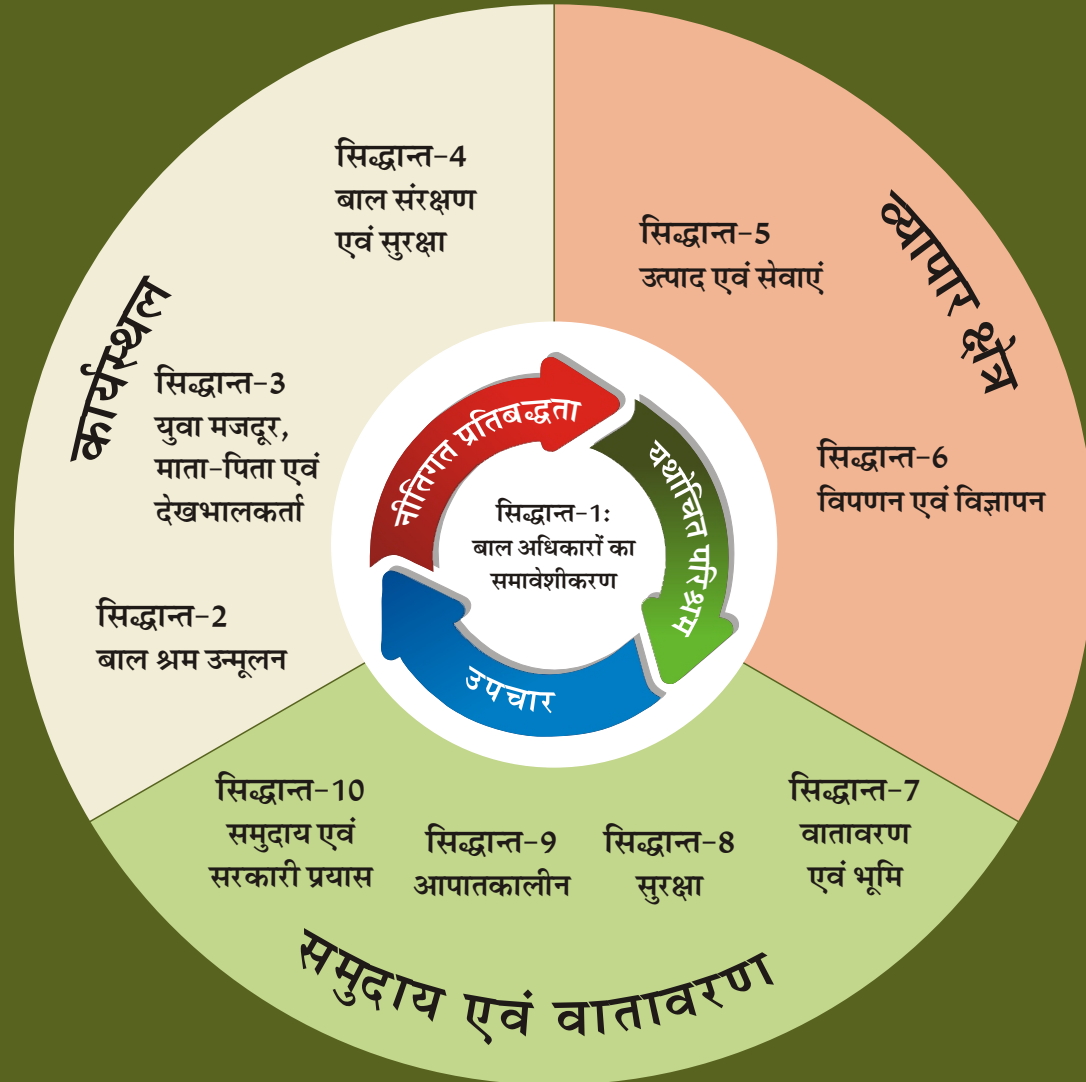 कार्यस्थल
सिद्धान्त-4
बाल संरक्षण
एवं सुरक्षा
सिद्धान्त-3
युवा मजदूर,
माता-पिता एवं
देखभालकर्ता
सिद्धान्त-2
बाल श्रम उन्मूलन
व्यापार क्षेत्र
सिद्धान्त-5
उत्पाद एवं सेवाएं
सिद्धान्त-6
विपणन एवं विज्ञापन
नीतिगत प्रतिबद्धता
यथोचित परिश्रम
उपचार
सिद्धान्त-1:
बाल अधिकारों का
समावेशीकरण
सिद्धान्त-10
समुदाय एवं
सरकारी प्रयास
सिद्धान्त-9
आपातकालीन
सिद्धान्त-8
सुरक्षा
सिद्धान्त-7
वातावरण
एवं भूमि
समुदाय एवं वातावरण